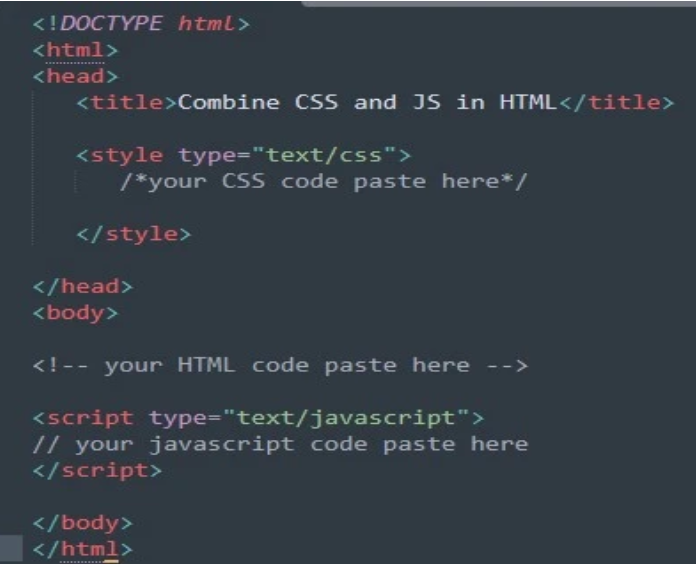 <!DOCTYPE html>
<html>
<head>
<title>Combine CSS and JS in HTML</title>
<style type="text/css">
/*your CSS code paste here*/
</style>
</head>
<body>
<!-- your HTML code paste here -->
<script type="text/javascript">
// your javascript code paste here
</script>
</body>
</html>